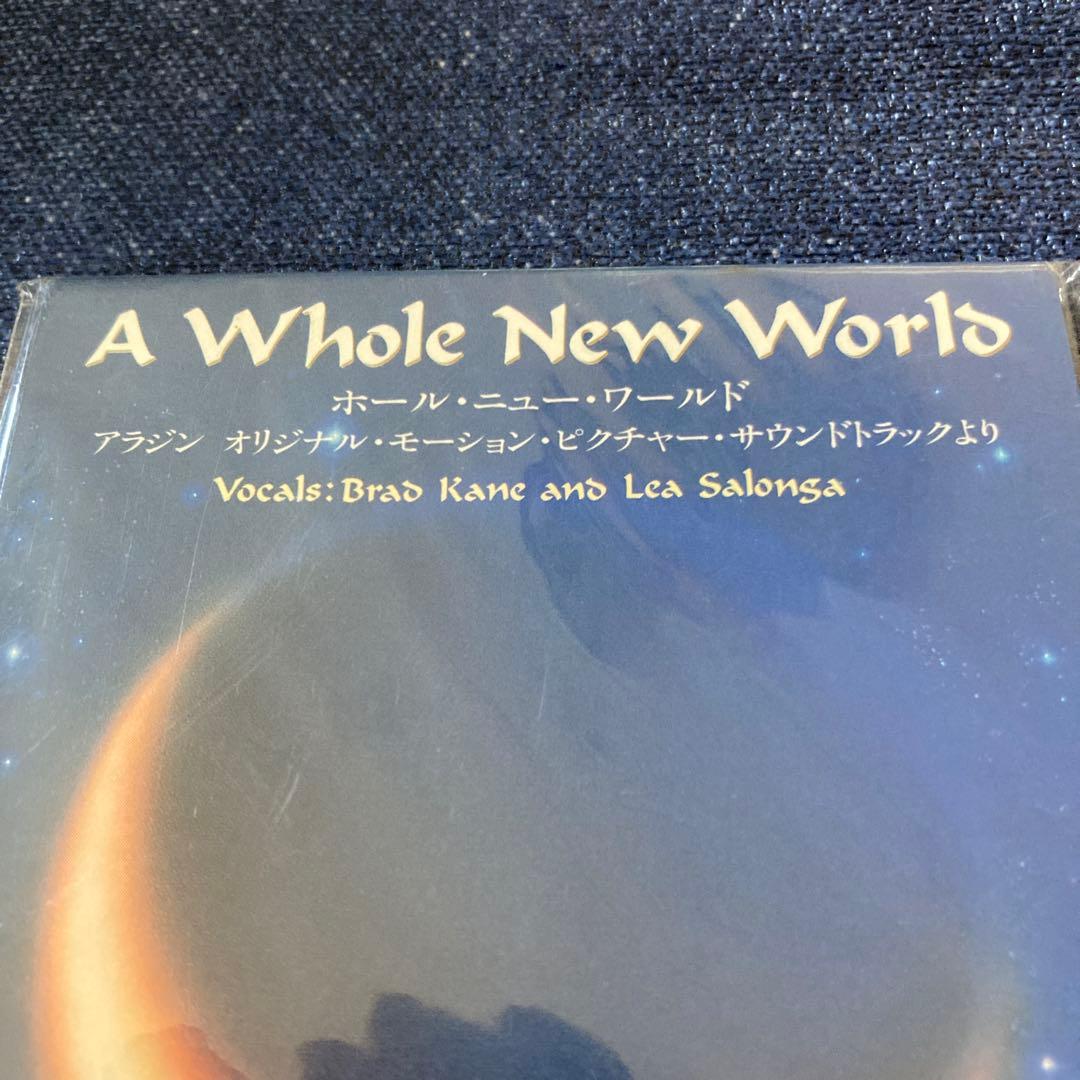 A Whole New World
ホール・ニュー・ワールド
アラジン オリジナル・モーション・ピクチャー・サウンドトラックより
Vocals: Brad Kane and Lea Salonga